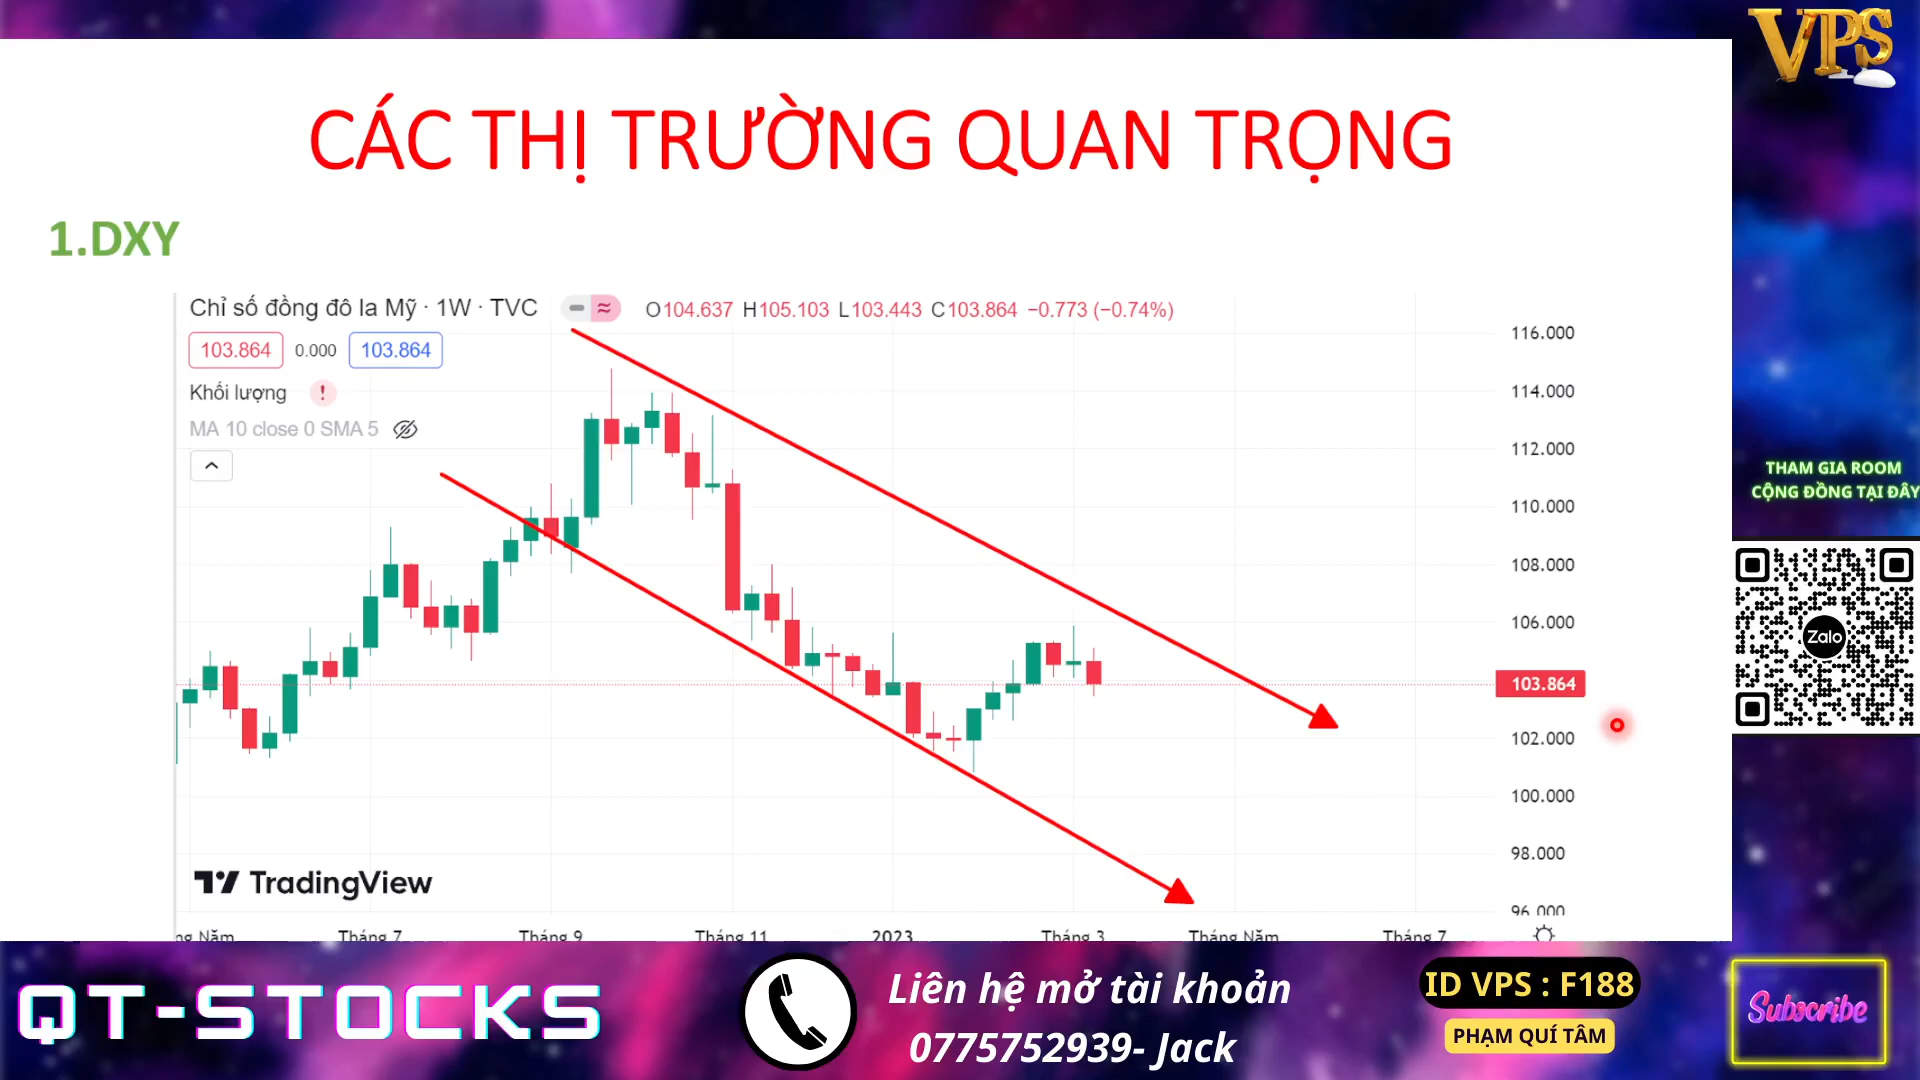 VPS
CÁC THỊ TRƯỜNG QUAN TRỌNG
1.DXY
Chỉ số đồng đô la Mỹ · 1W · TVC
O104.637 H105.103 L103.443 C103.864 −0.773 (−0.74%)
103.864 0.000 103.864
Khối lượng !
MA 10 close 0 SMA 5
116.000
114.000
112.000
110.000
108.000
106.000
103.864
102.000
100.000
98.000
96.000
TradingView
ng Năm Tháng 7 Tháng 9 Tháng 11 2023 Tháng 3 Tháng Năm Tháng 7
THAM GIA ROOM
CỘNG ĐỒNG TẠI ĐÂY
Zalo
QT-STOCKS
Liên hệ mở tài khoản
0775752939- Jack
ID VPS : F188
PHẠM QUÍ TÂM
Subscribe